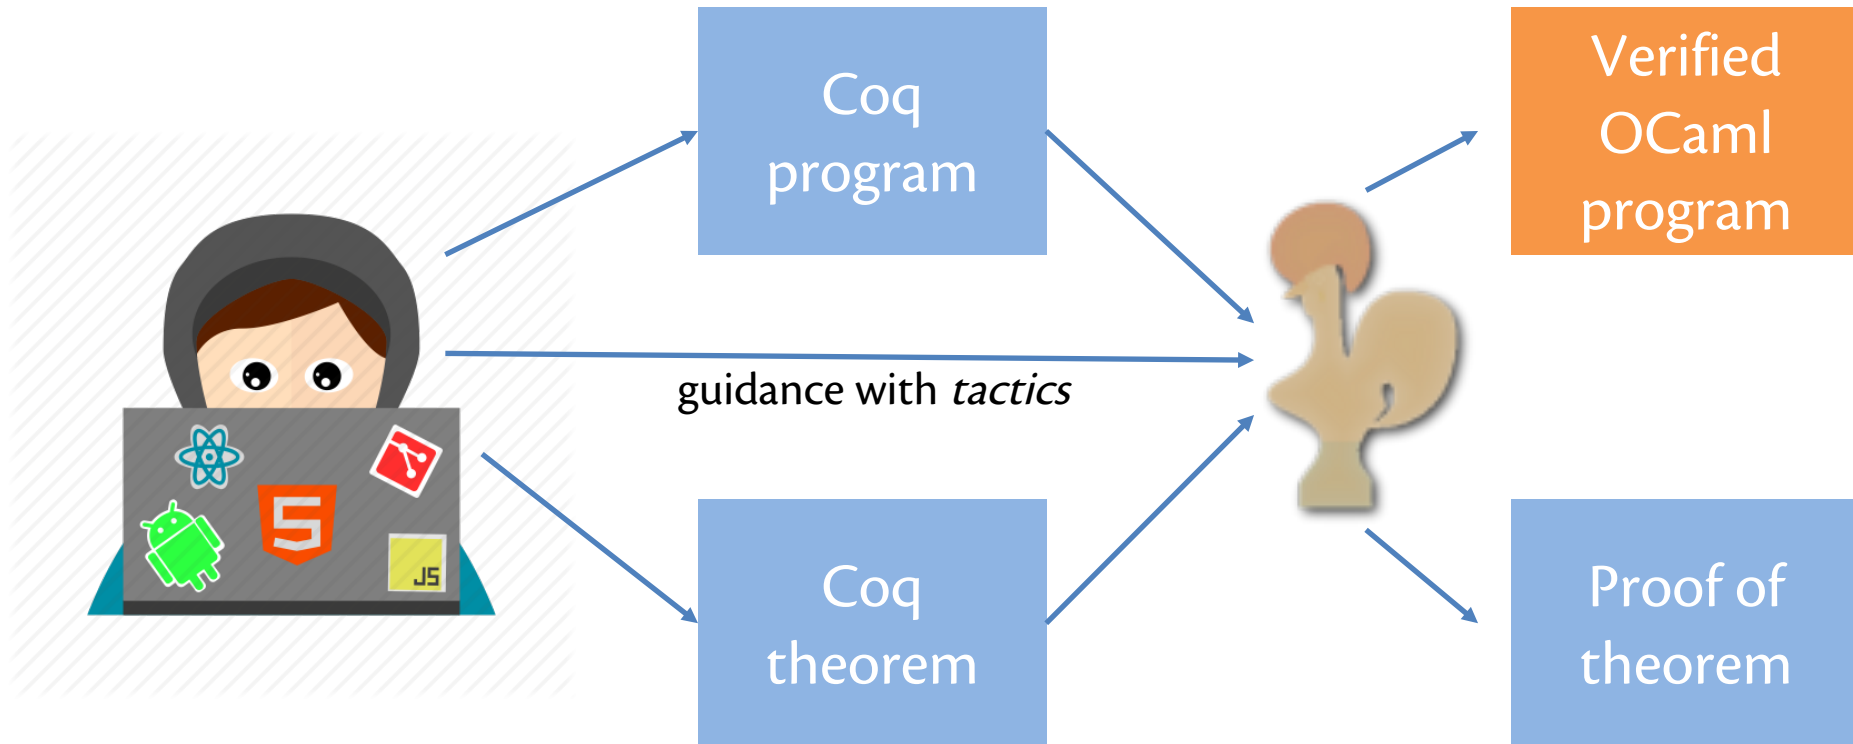 Coq
program
Verified
OCaml
program
guidance with tactics
JS
Coq
theorem
Proof of
theorem